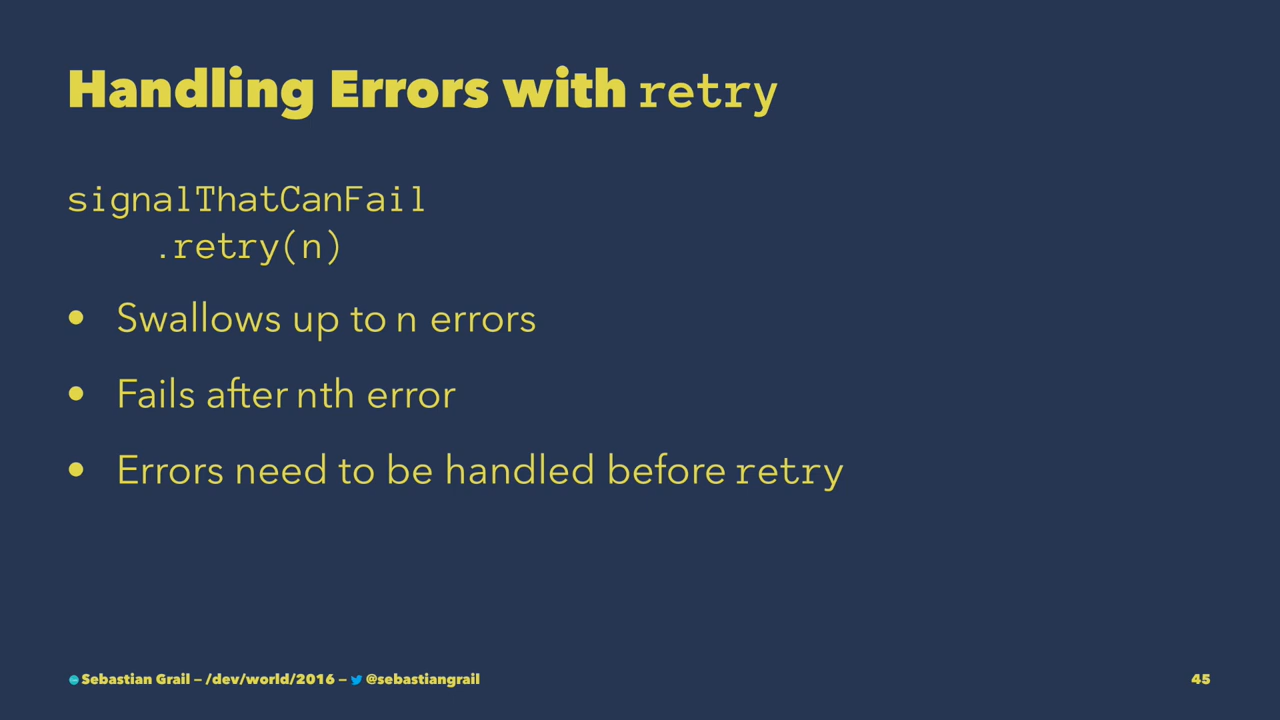 Handling Errors with retry
signalThatCanFail
.retry(n)
• Swallows up to n errors
• Fails after nth error
• Errors need to be handled before retry
Sebastian Grail — /dev/world/2016 — @sebastiangrail
45